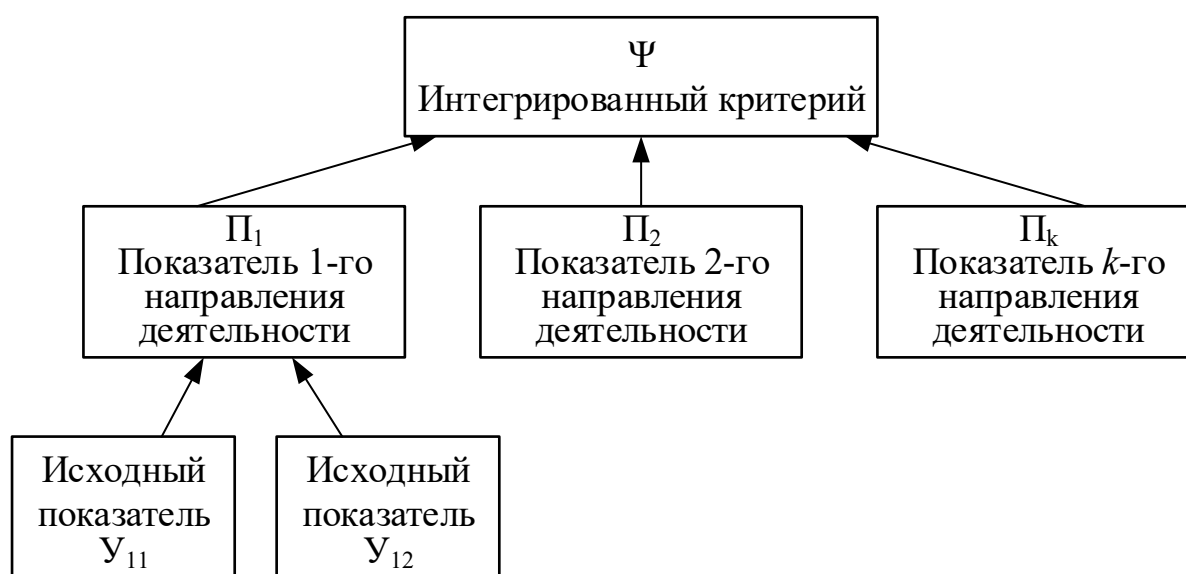 Ψ
Интегрированный критерий
П₁
Показатель 1-го
направления
деятельности
П₂
Показатель 2-го
направления
деятельности
Пₖ
Показатель k-го
направления
деятельности
Исходный
показатель
У₁₁
Исходный
показатель
У₁₂